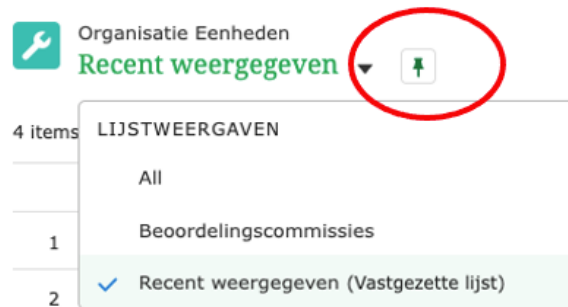 Organisatie Eenheden
Recent weergegeven
4 items
LIJSTWEERGAVEN
All
Beoordelingscommissies
1
Recent weergegeven (Vastgezette lijst)
2